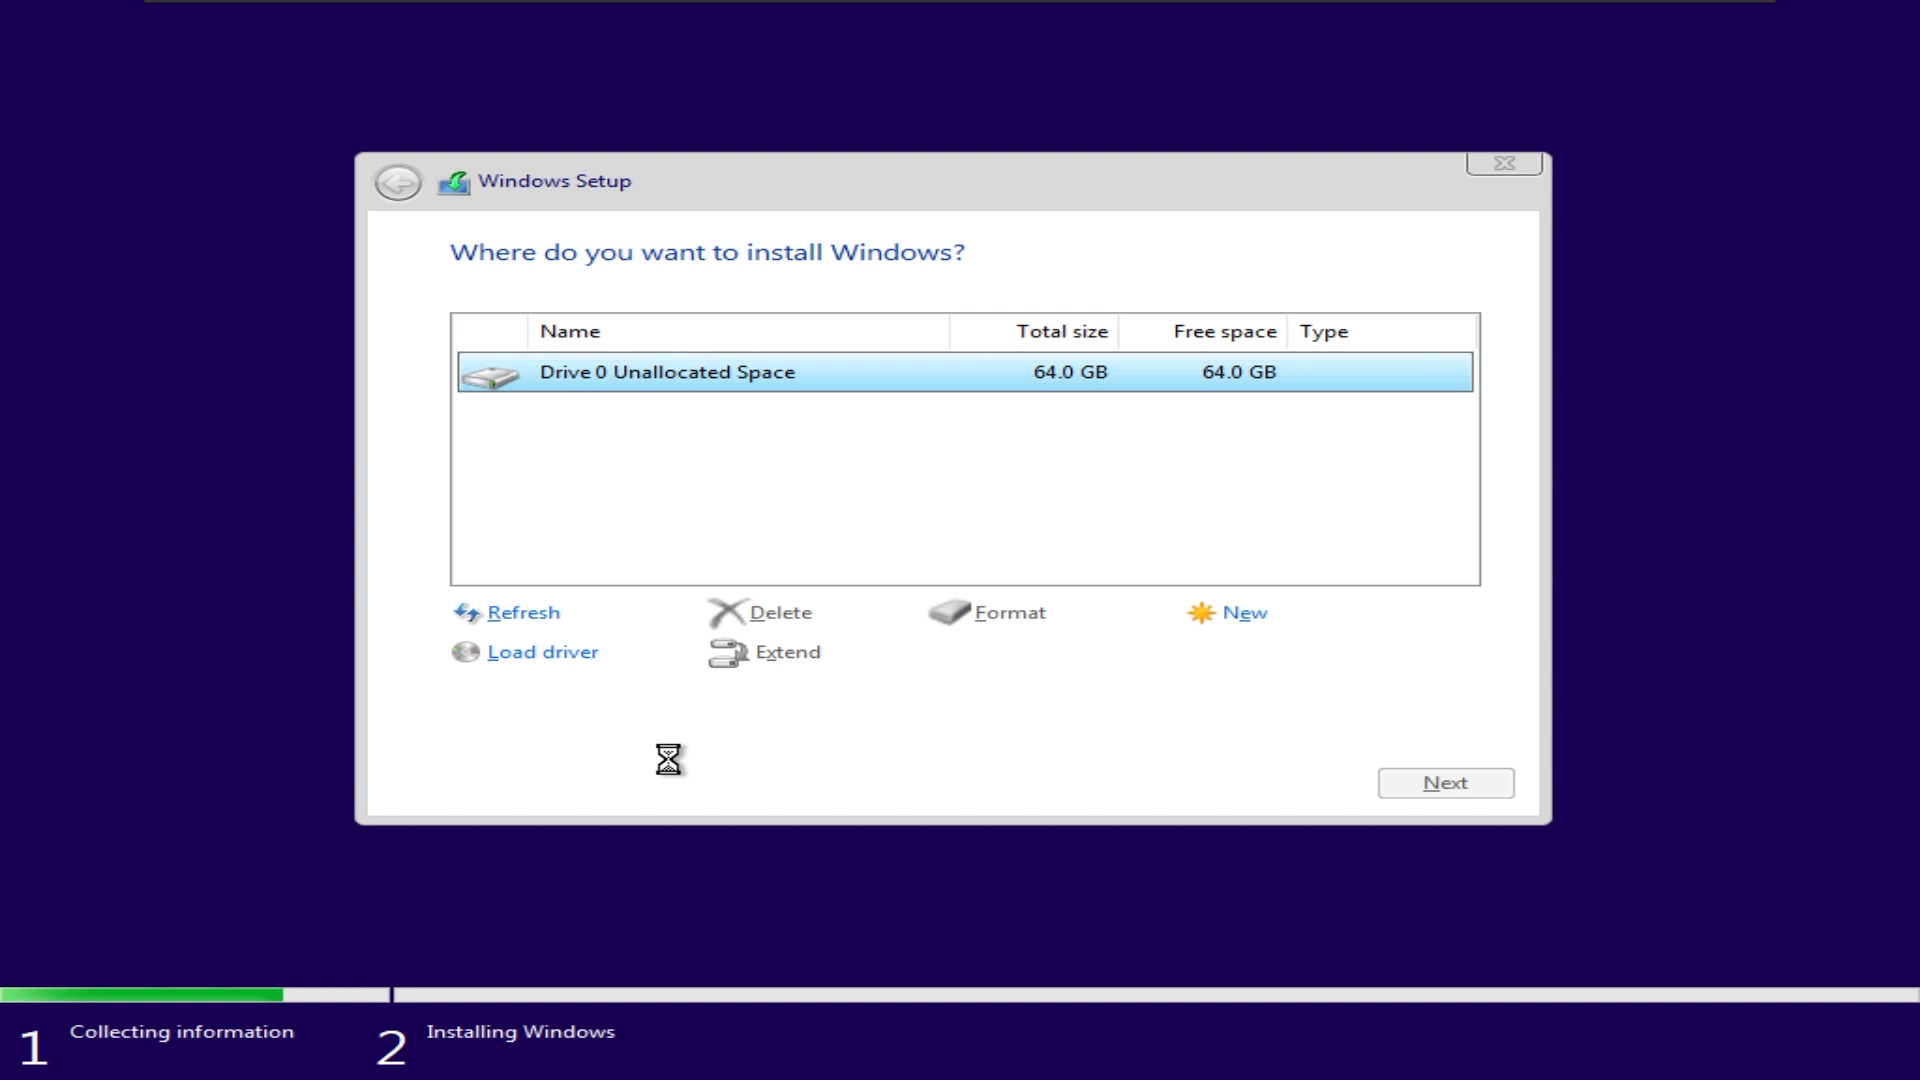 Windows Setup
Where do you want to install Windows?
Name Total size Free space Type
Drive 0 Unallocated Space 64.0 GB 64.0 GB
Refresh Delete Format New
Load driver Extend
Next
1 Collecting information 2 Installing Windows